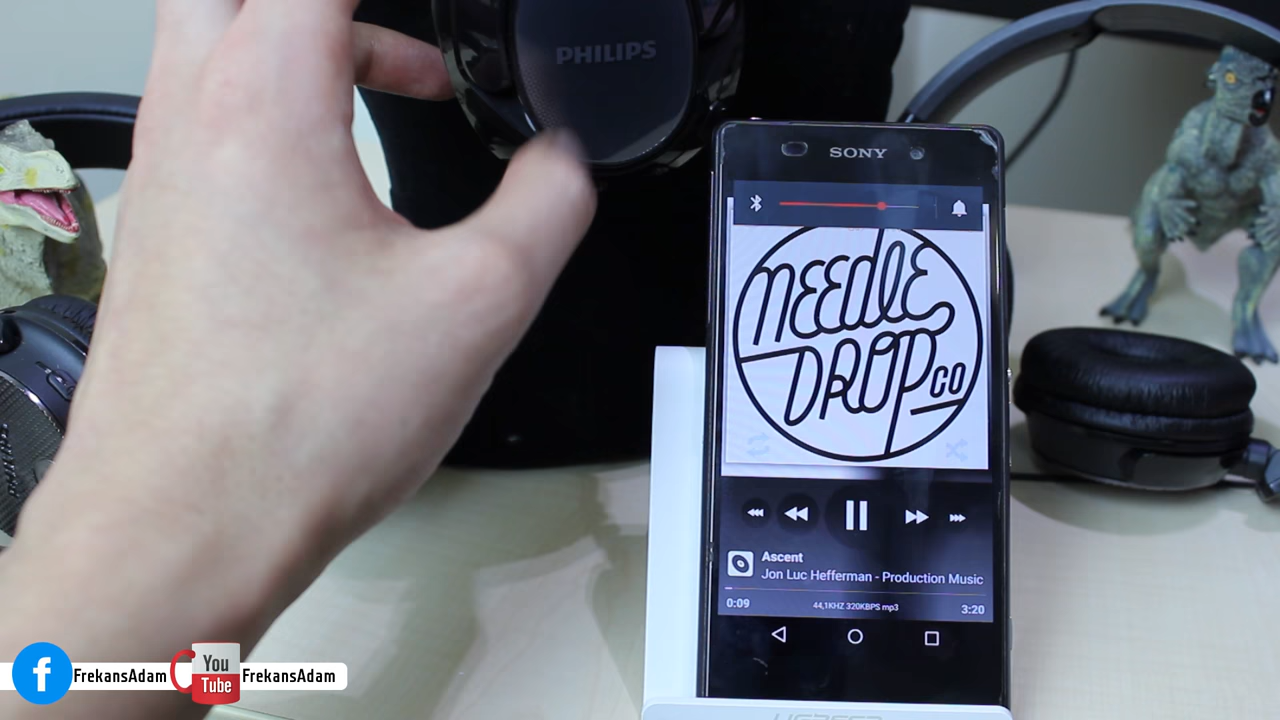 PHILIPS
SONY
NEEDLE
DROP CO
Ascent
Jon Luc Hefferman - Production Music
0:09
44,1KHZ 320KBPS mp3
3:20
f FrekansAdam
You
Tube
FrekansAdam